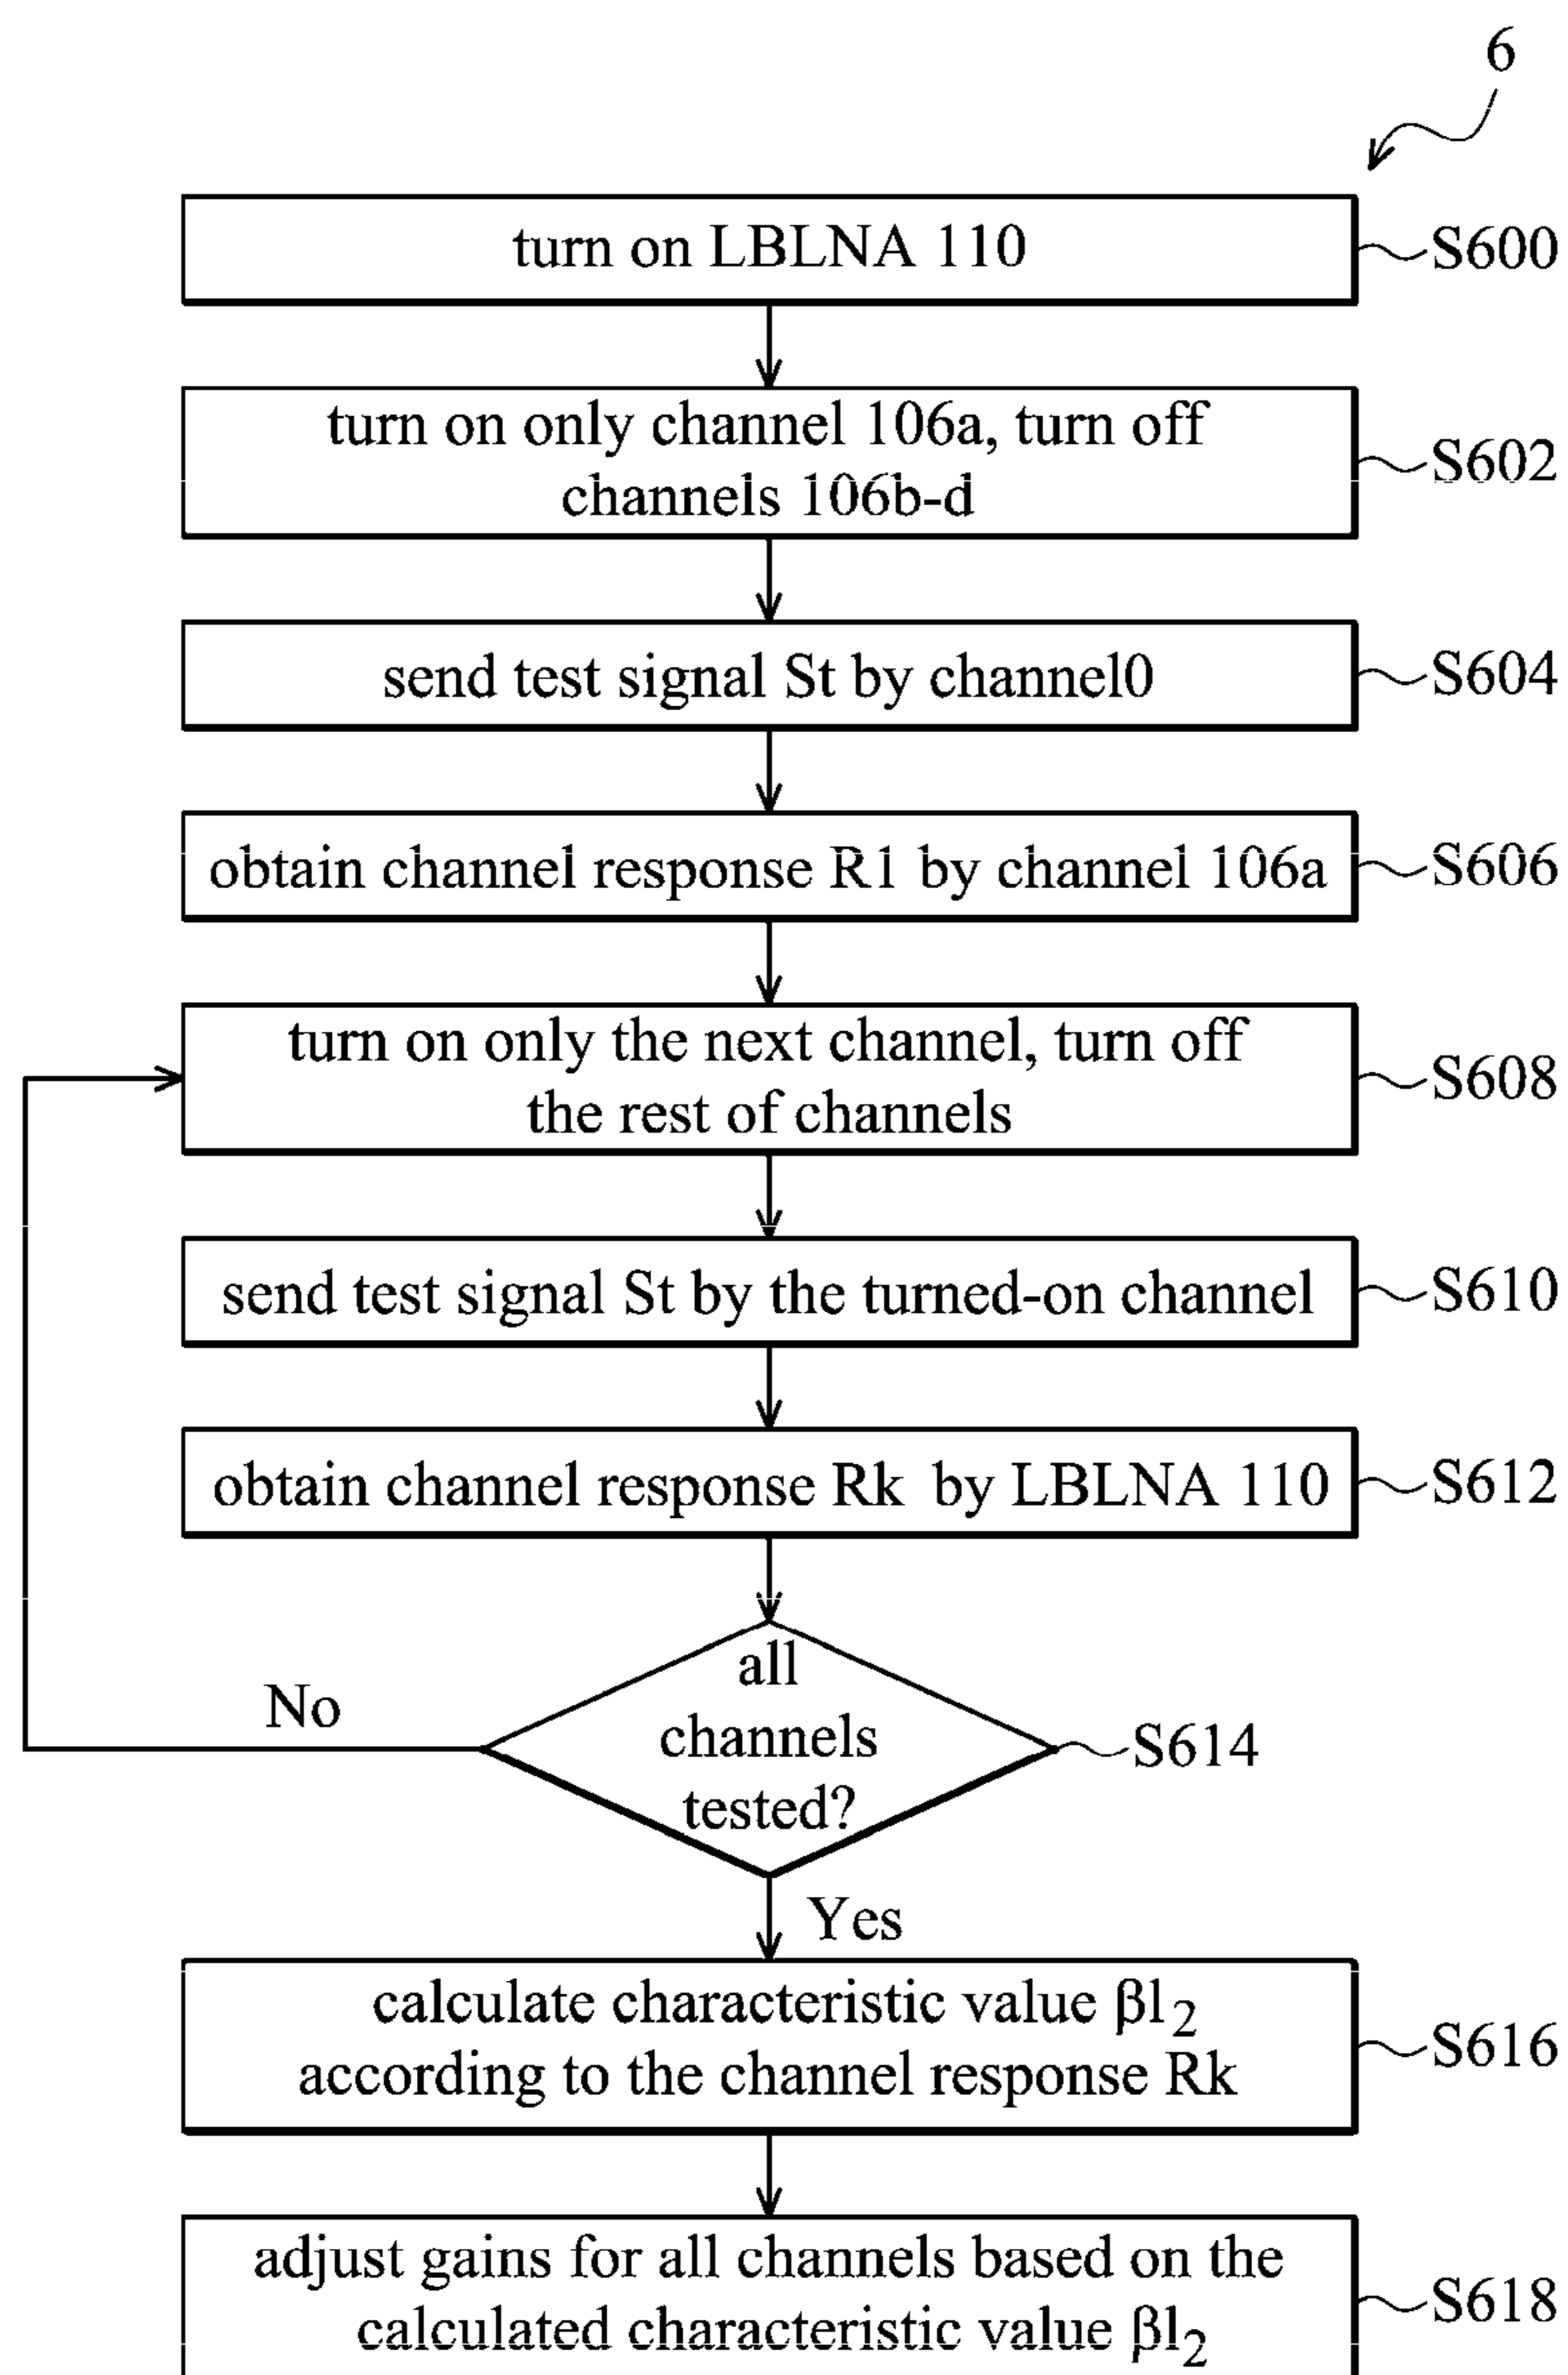 6
turn on LBLNA 110
S600
turn on only channel 106a, turn off
channels 106b-d
S602
send test signal St by channel0
S604
obtain channel response R1 by channel 106a
S606
turn on only the next channel, turn off
the rest of channels
S608
send test signal St by the turned-on channel
S610
obtain channel response Rk by LBLNA 110
S612
all
channels
tested?
S614
No
Yes
calculate characteristic value βl2
according to the channel response Rk
S616
adjust gains for all channels based on the
calculated characteristic value βl2
S618